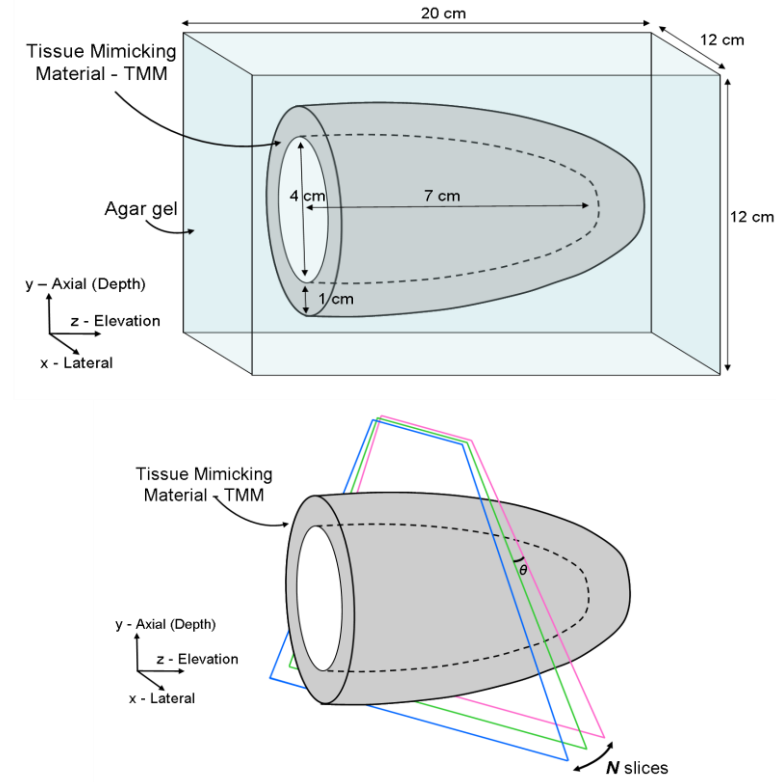 20 cm
12 cm
Tissue Mimicking
Material - TMM
4 cm
7 cm
Agar gel
12 cm
1 cm
y – Axial (Depth)
z - Elevation
x - Lateral
Tissue Mimicking
Material - TMM
θ
y - Axial (Depth)
z - Elevation
x - Lateral
N slices